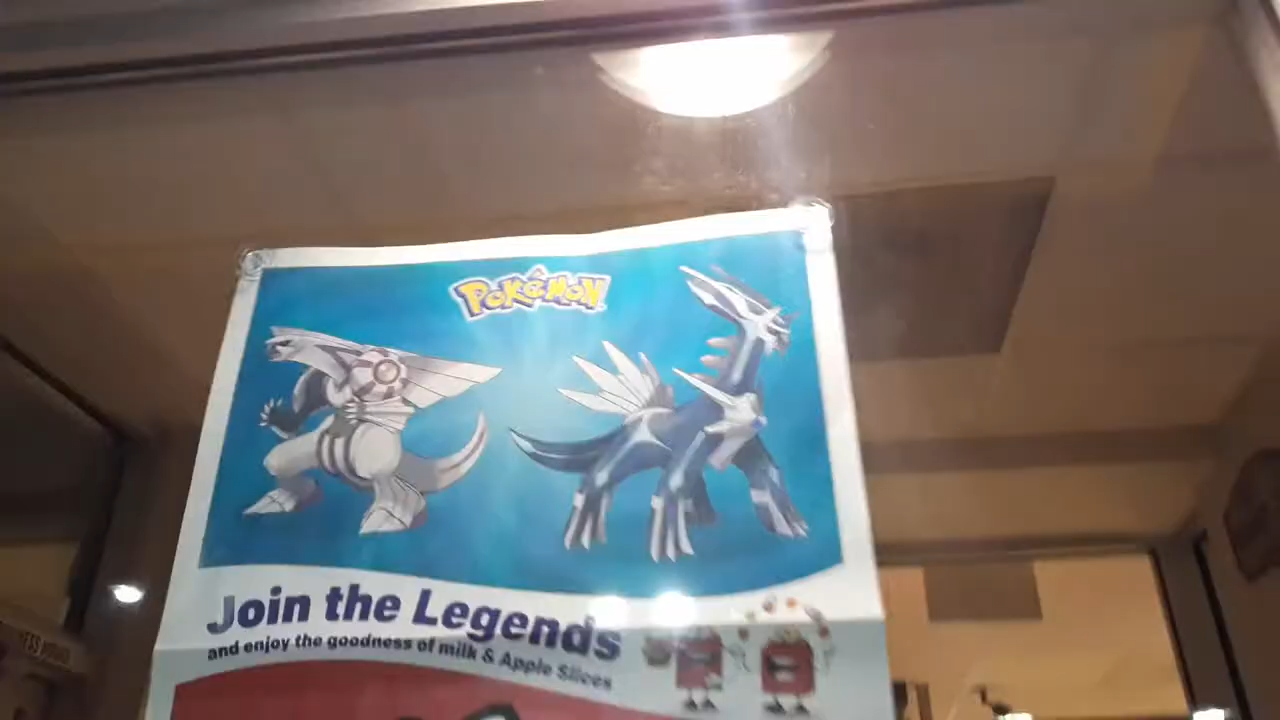 POKéMON
Join the Legends
and enjoy the goodness of milk & Apple Slices